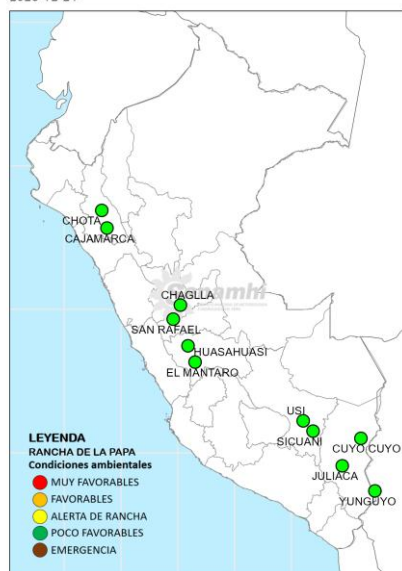 CHOTA
CAJAMARCA
Senamhi
CHAGLLA
SAN RAFAEL
HUASAHUASI
EL MANTARO
USI
SICUANI
CUYO CUYO
JULIACA
YUNGUYO
LEYENDA
RANCHA DE LA PAPA
Condiciones ambientales
MUY FAVORABLES
FAVORABLES
ALERTA DE RANCHA
POCO FAVORABLES
EMERGENCIA